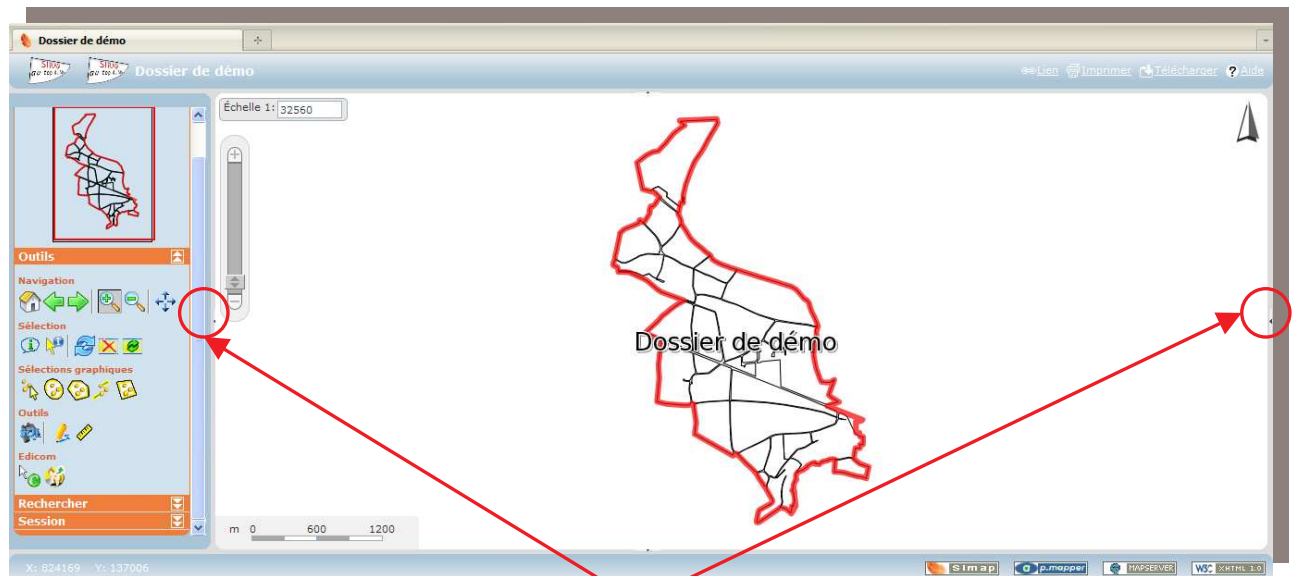 Dossier de démo
Dossier de démo
Lien Imprimer Télécharger ? Aide
Échelle 1: 32560
Outils
Navigation
Sélection
Sélections graphiques
Outils
Edicom
Rechercher
Session
Dossier de démo
m 0 600 1200
X: 824169 Y: 137006
Simap
p.mapper
MAPSERVER
W3C XHTML 1.0